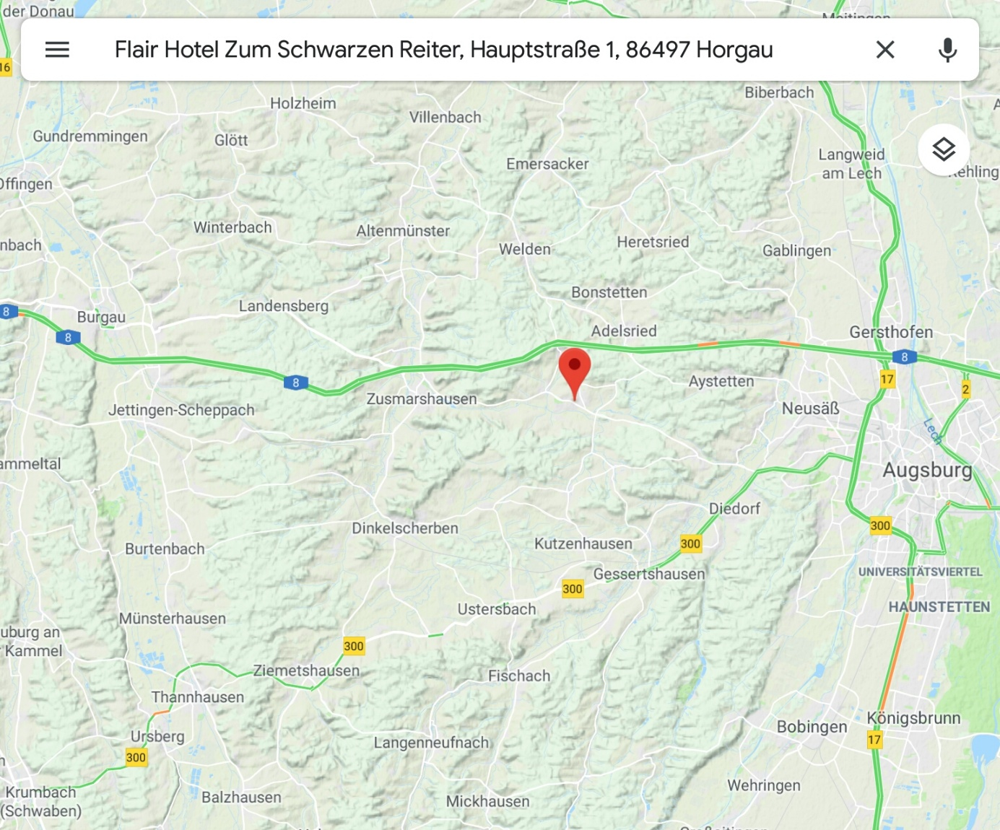 der Donau
Meitingen
Flair Hotel Zum Schwarzen Reiter, Hauptstraße 1, 86497 Horgau
16
Holzheim
Villenbach
Biberbach
Gundremmingen
Glött
Langweid
am Lech
Emersacker
Offingen
Rehling
Winterbach
Altenmünster
nbach
Welden
Heretsried
Gablingen
Bonstetten
Landensberg
8
Burgau
Adelsried
Gersthofen
8
8
8
17
2
Aystetten
Zusmarshausen
Jettingen-Scheppach
Neusäß
Lech
ammeltal
Augsburg
Diedorf
Dinkelscherben
300
Kutzenhausen
300
Burtenbach
Gessertshausen
UNIVERSITÄTSVIERTEL
300
Ustersbach
HAUNSTETTEN
Münsterhausen
uburg an
Kammel
300
Ziemetshausen
Fischach
Thannhausen
Königsbrunn
Bobingen
Ursberg
Langenneufnach
17
300
Wehringen
Krumbach
(Schwaben)
Balzhausen
Mickhausen